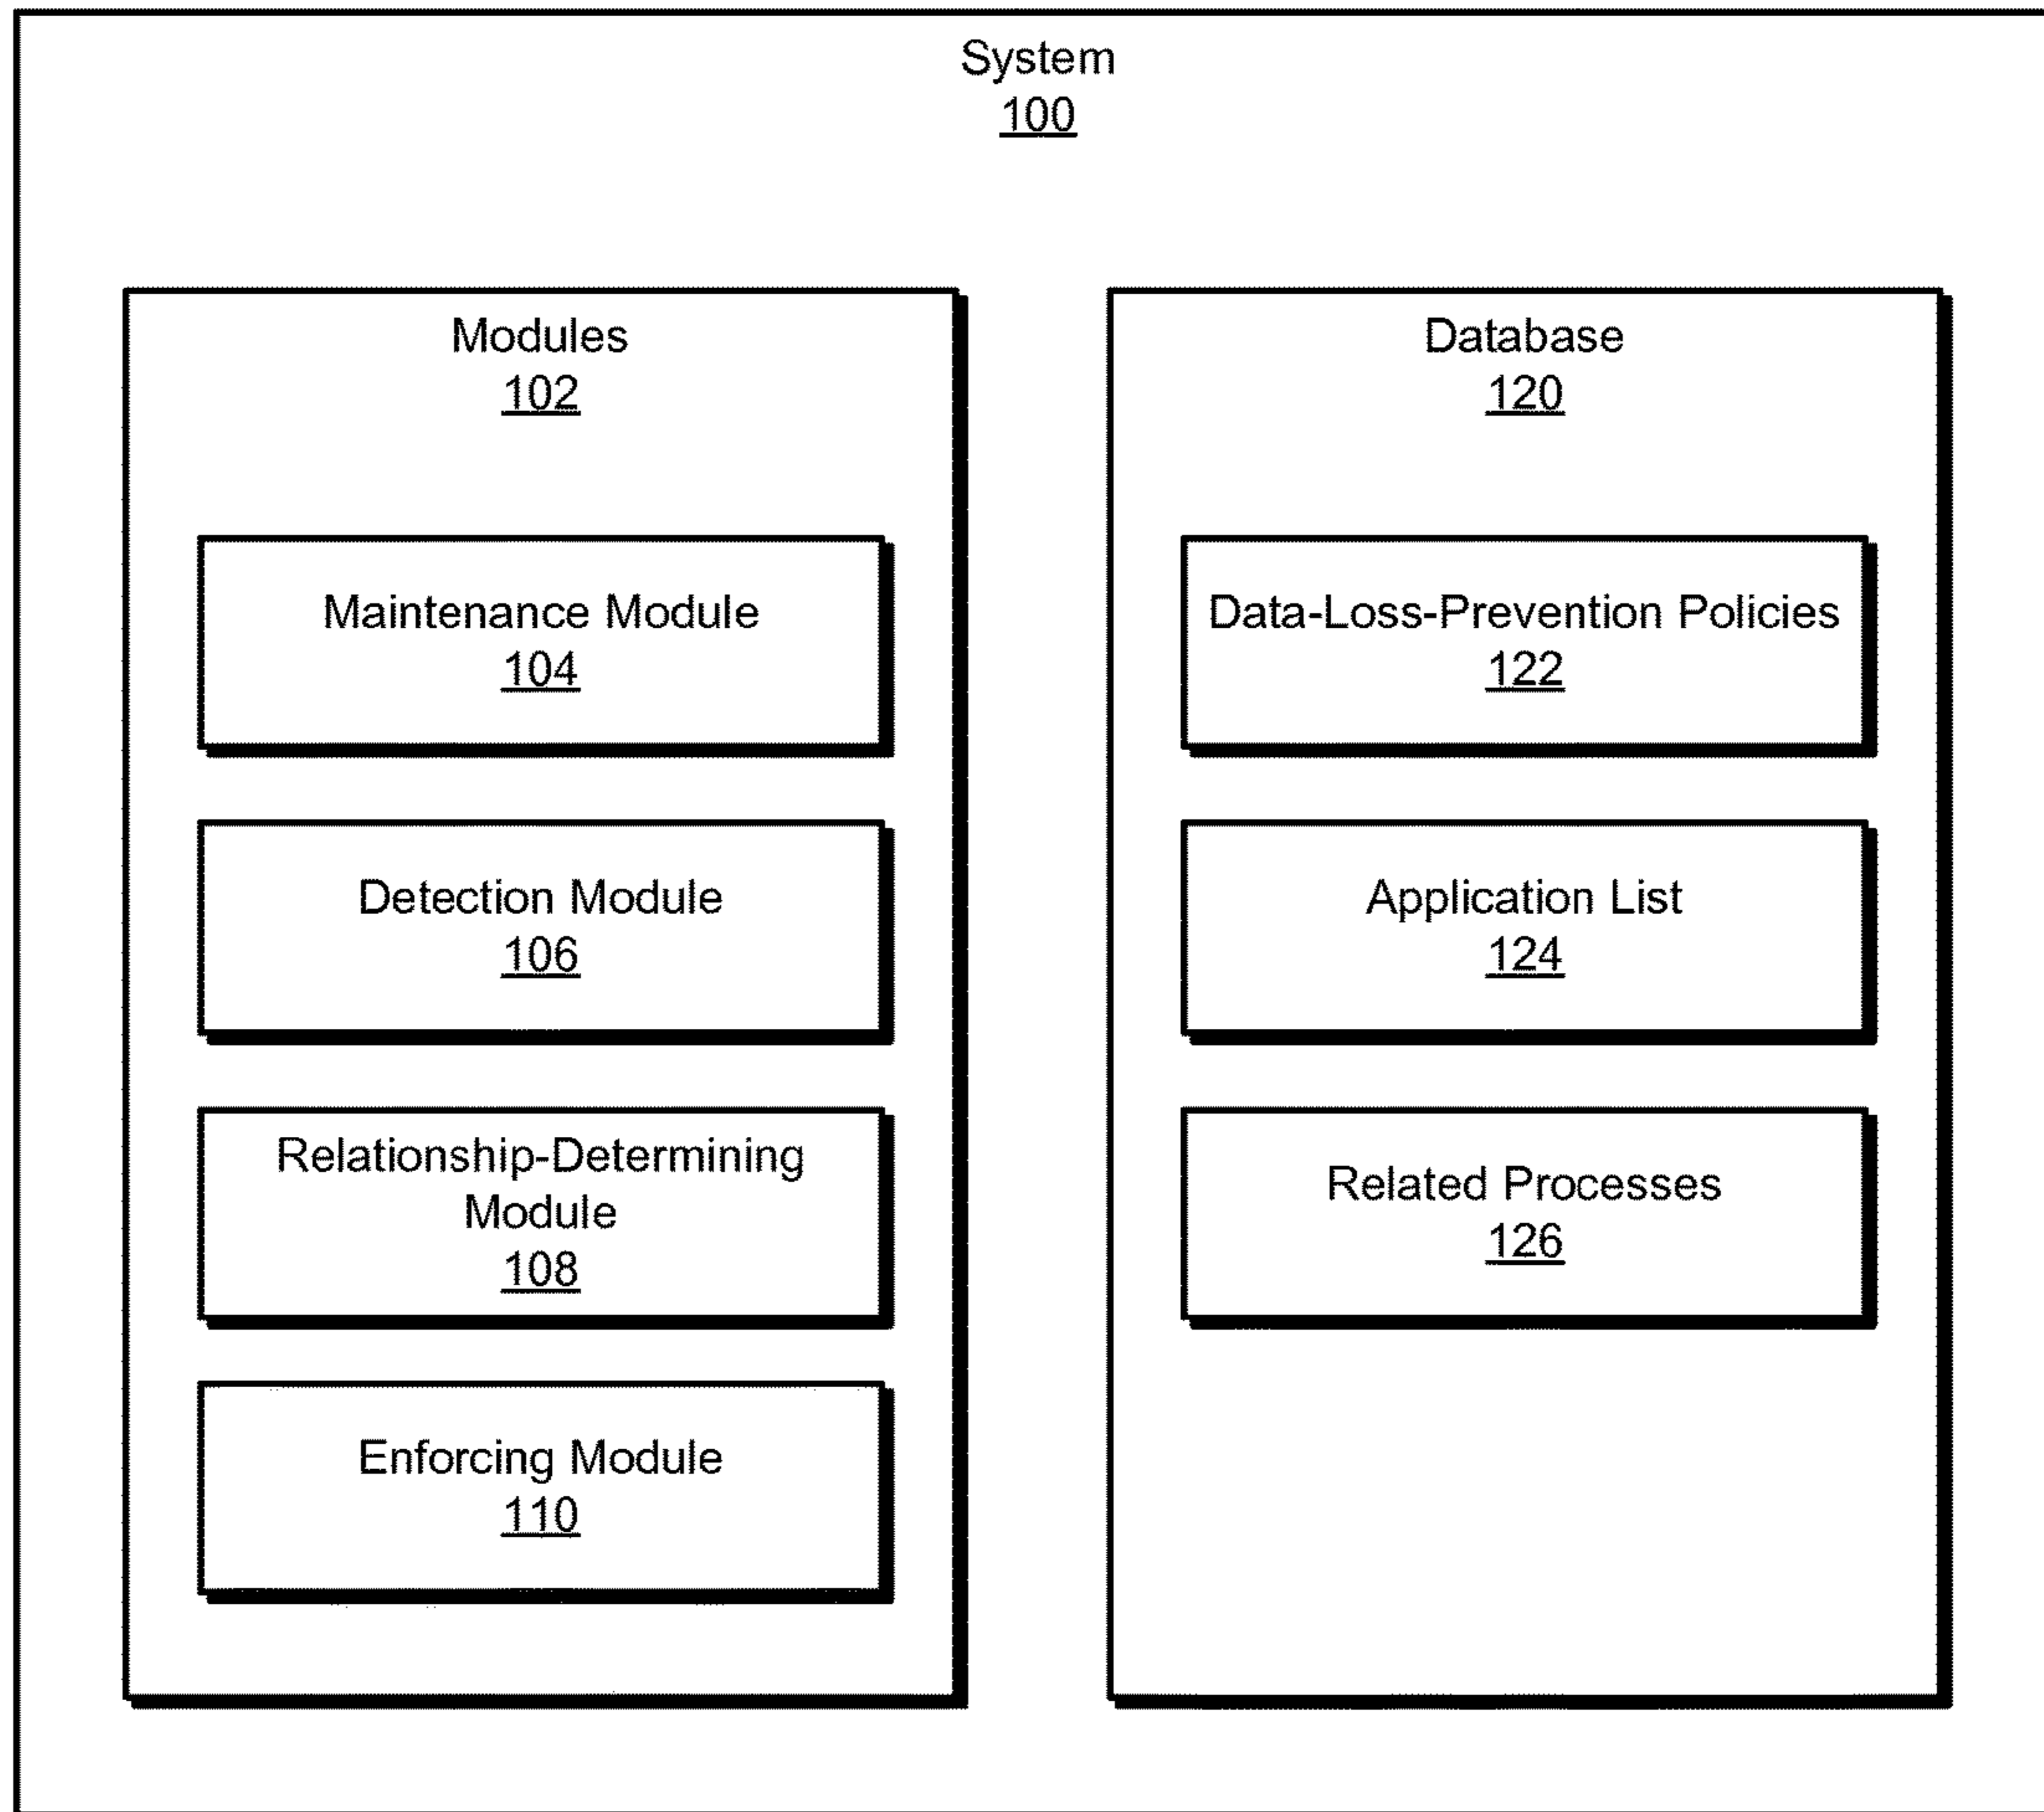 System
100
Modules
102
Maintenance Module
104
Detection Module
106
Relationship-Determining
Module
108
Enforcing Module
110
Database
120
Data-Loss-Prevention Policies
122
Application List
124
Related Processes
126